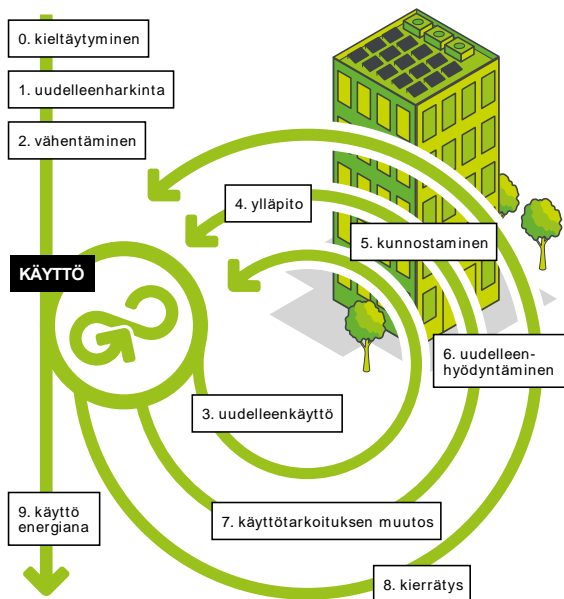 0. kieltäytyminen
1. uudelleenharkinta
2. vähentäminen
4. ylläpito
5. kunnostaminen
KÄYTTÖ
6. uudelleen-
hyödyntäminen
3. uudelleenkäyttö
9. käyttö
energiana
7. käyttötarkoituksen muutos
8. kierrätys